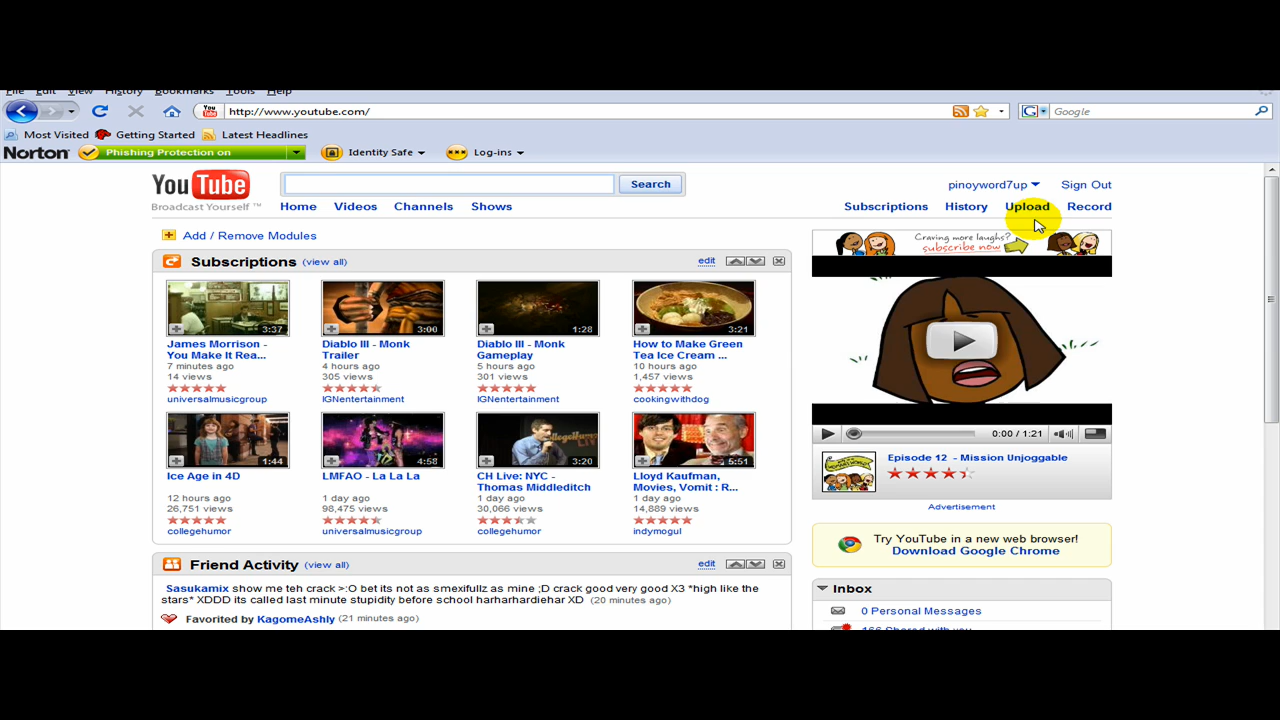 File Edit View History Bookmarks Tools Help
http://www.youtube.com/
Google
Most Visited Getting Started Latest Headlines
Norton Phishing Protection on Identity Safe Log-ins
YouTube
Broadcast Yourself ™
Search
pinoyword7up Sign Out
Home Videos Channels Shows
Subscriptions History Upload Record
Add / Remove Modules
Subscriptions (view all) edit
3:37 3:00 1:28 3:21
James Morrison -
You Make It Rea...
7 minutes ago
14 views
universalmusicgroup
Diablo III - Monk
Trailer
4 hours ago
305 views
IGNentertainment
Diablo III - Monk
Gameplay
5 hours ago
301 views
IGNentertainment
How to Make Green
Tea Ice Cream ...
10 hours ago
1,457 views
cookingwithdog
1:44 4:58 3:20 5:51
Ice Age in 4D
12 hours ago
26,751 views
collegehumor
LMFAO - La La La
1 day ago
98,475 views
universalmusicgroup
CH Live: NYC -
Thomas Middleditch
1 day ago
30,066 views
collegehumor
Lloyd Kaufman,
Movies, Vomit : R...
1 day ago
14,889 views
indymogul
Friend Activity (view all) edit
Sasukamix show me teh crack >:O bet its not as smexifullz as mine ;D crack good very good X3 *high like the
stars* XDDD its called last minute stupidity before school harharhardiehar XD (20 minutes ago)
Favorited by KagomeAshly (21 minutes ago)
Craving more laughs?
subscribe now
0:00 / 1:21
Episode 12 - Mission Unjoggable
Advertisement
Try YouTube in a new web browser!
Download Google Chrome
Inbox
0 Personal Messages
166 Shared with you